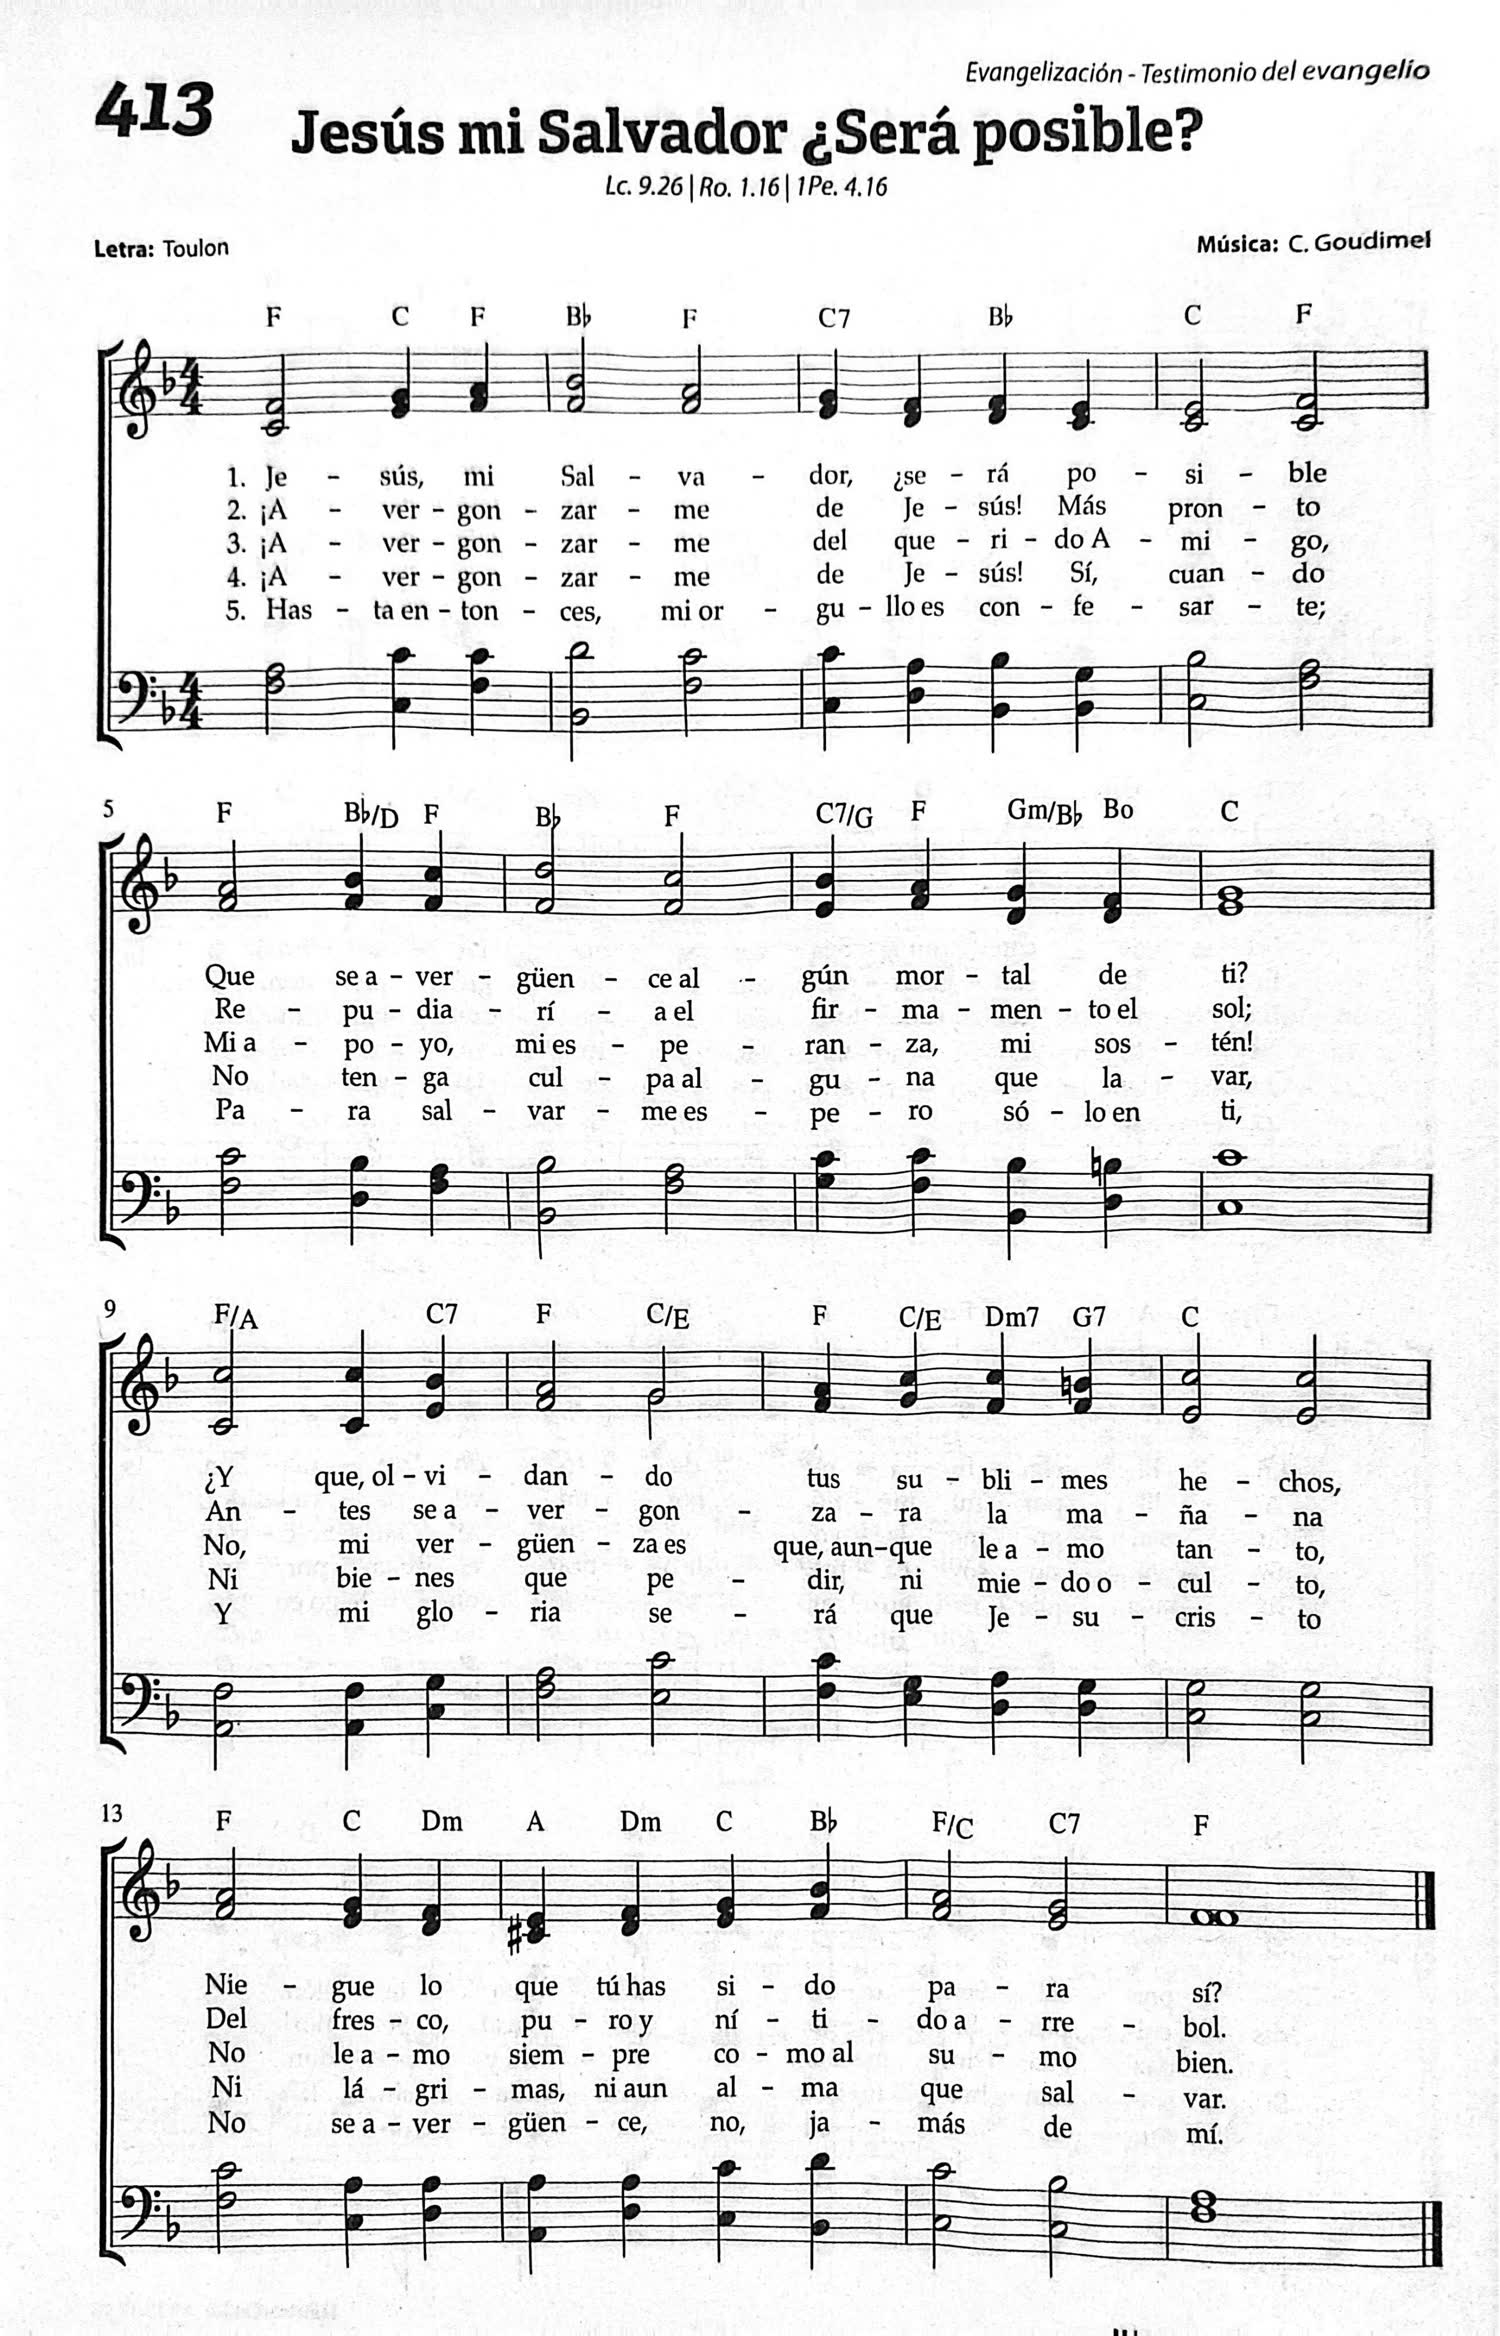 Evangelización - Testimonio del evangelio
413
Jesús mi Salvador ¿Será posible?
Lc. 9.26 | Ro. 1.16 | 1Pe. 4.16
Letra: Toulon
Música: C. Goudimel
F C F B♭ F C7 B♭ C F
1. Je - sús, mi Sal - va - dor, ¿se - rá po - si - ble
2. ¡A - ver - gon - zar - me de Je - sús! Más pron - to
3. ¡A - ver - gon - zar - me del que - ri - do A - mi - go,
4. ¡A - ver - gon - zar - me de Je - sús! Sí, cuan - do
5. Has - ta en - ton - ces, mi or - gu - llo es con - fe - sar - te;
5 F B♭/D F B♭ F C7/G F Gm/B♭ Bo C
Que se a - ver - güen - ce al - gún mor - tal de ti?
Re - pu - dia - rí - a el fir - ma - men - to el sol;
Mi a - po - yo, mi es - pe - ran - za, mi sos - tén!
No ten - ga cul - pa al - gu - na que la - var,
Pa - ra sal - var - me es - pe - ro só - lo en ti,
9 F/A C7 F C/E F C/E Dm7 G7 C
¿Y que, ol - vi - dan - do tus su - bli - mes he - chos,
An - tes se a - ver - gon - za - ra la ma - ña - na
No, mi ver - güen - za es que, aun-que le a - mo tan - to,
Ni bie - nes que pe - dir, ni mie - do o - cul - to,
Y mi glo - ria se - rá que Je - su - cris - to
13 F C Dm A Dm C B♭ F/C C7 F
Nie - gue lo que tú has si - do pa - ra sí?
Del fres - co, pu - ro y ní - ti - do a - rre - bol.
No le a - mo siem - pre co - mo al su - mo bien.
Ni lá - gri - mas, ni aun al - ma que sal - var.
No se a - ver - güen - ce, no, ja - más de mí.